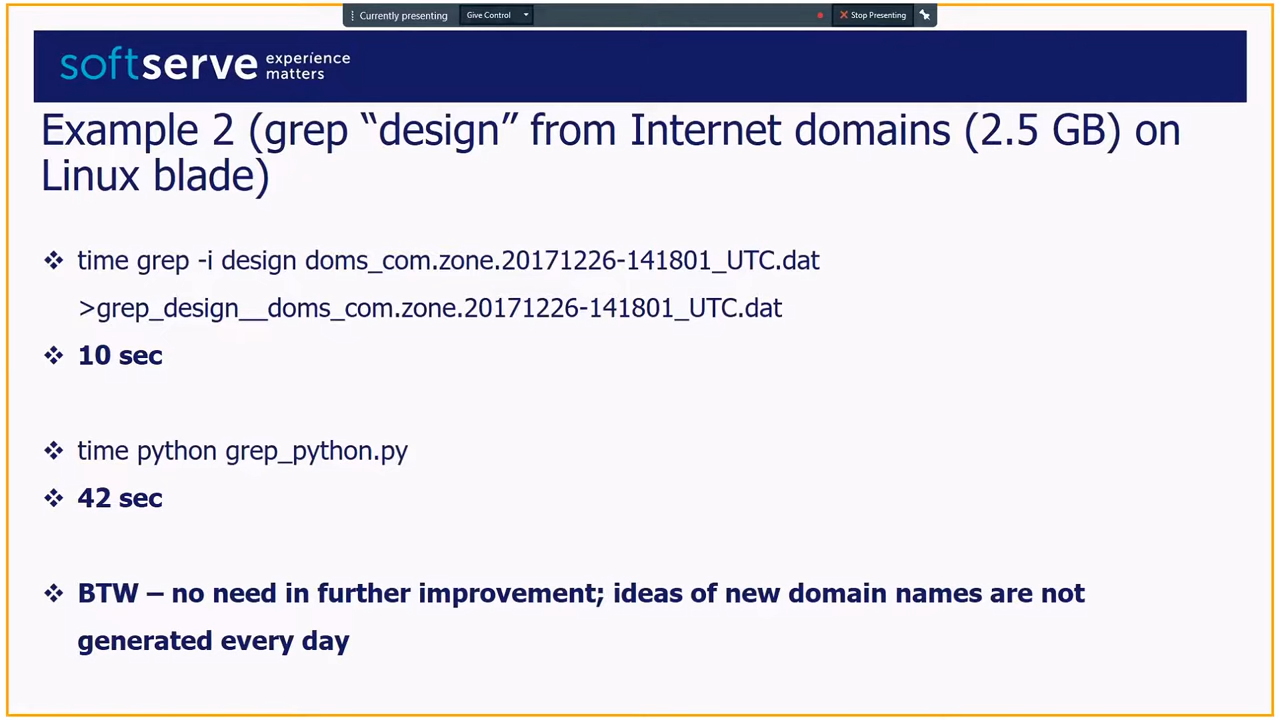 Currently presenting Give Control Stop Presenting
softserve experience matters
Example 2 (grep “design” from Internet domains (2.5 GB) on
Linux blade)
❖ time grep -i design doms_com.zone.20171226-141801_UTC.dat
>grep_design__doms_com.zone.20171226-141801_UTC.dat
❖ 10 sec
❖ time python grep_python.py
❖ 42 sec
❖ BTW – no need in further improvement; ideas of new domain names are not
generated every day